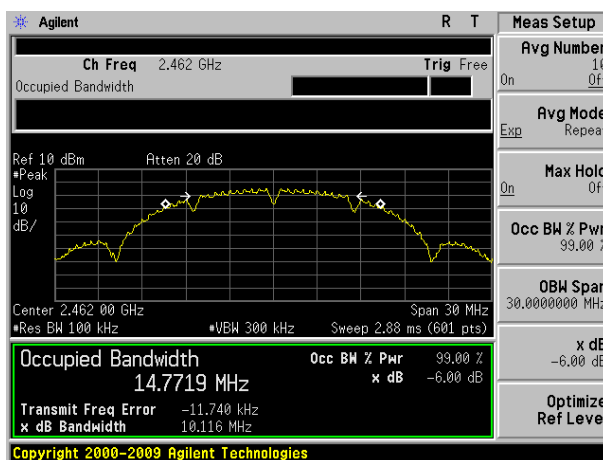 Agilent R T Meas Setup
Ch Freq 2.462 GHz Trig Free
Occupied Bandwidth
Avg Number
10
On Of
Avg Mode
Exp Repea
Max Hold
On Of
Occ BW % Pwr
99.00 %
OBW Span
30.0000000 MHz
x dB
-6.00 dB
Optimize
Ref Leve
Ref 10 dBm Atten 20 dB
#Peak
Log
10
dB/
Center 2.462 00 GHz Span 30 MHz
#Res BW 100 kHz #VBW 300 kHz Sweep 2.88 ms (601 pts)
Occupied Bandwidth Occ BW % Pwr 99.00 %
14.7719 MHz x dB -6.00 dB
Transmit Freq Error -11.740 kHz
x dB Bandwidth 10.116 MHz
Copyright 2000-2009 Agilent Technologies